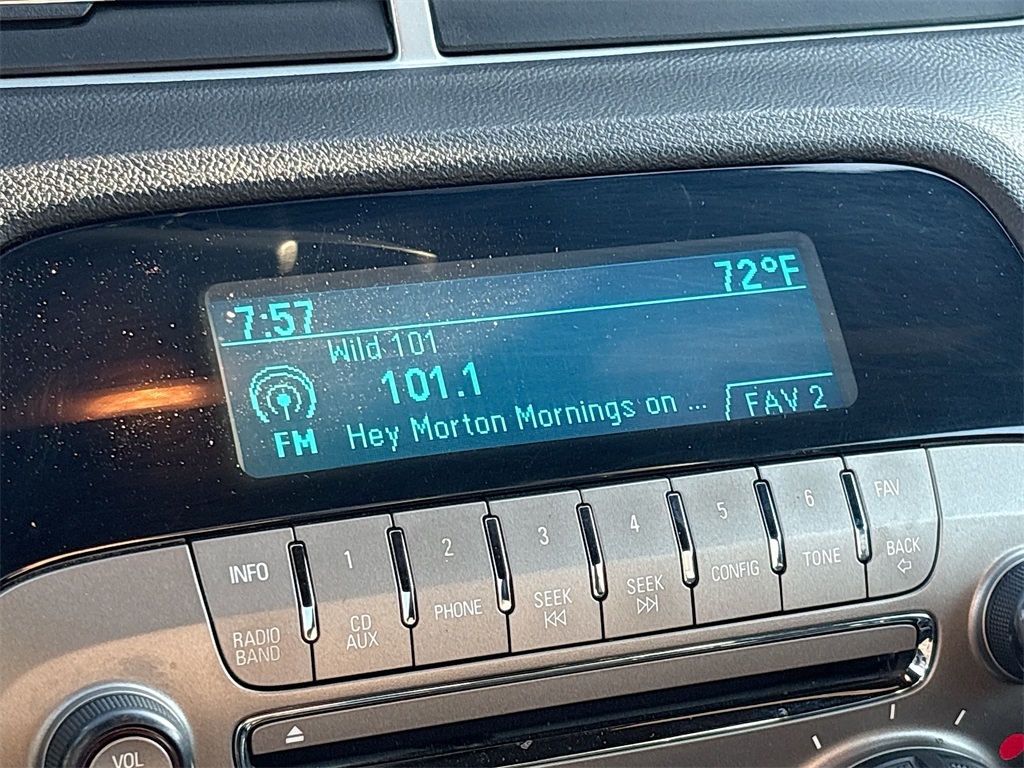 7:57 72°F
Wild 101
101.1
FM Hey Morton Mornings on ... FAV 2
INFO 1 2 3 4 5 6 FAV
RADIO BAND
CD AUX
PHONE
SEEK
SEEK
CONFIG
TONE
BACK
VOL